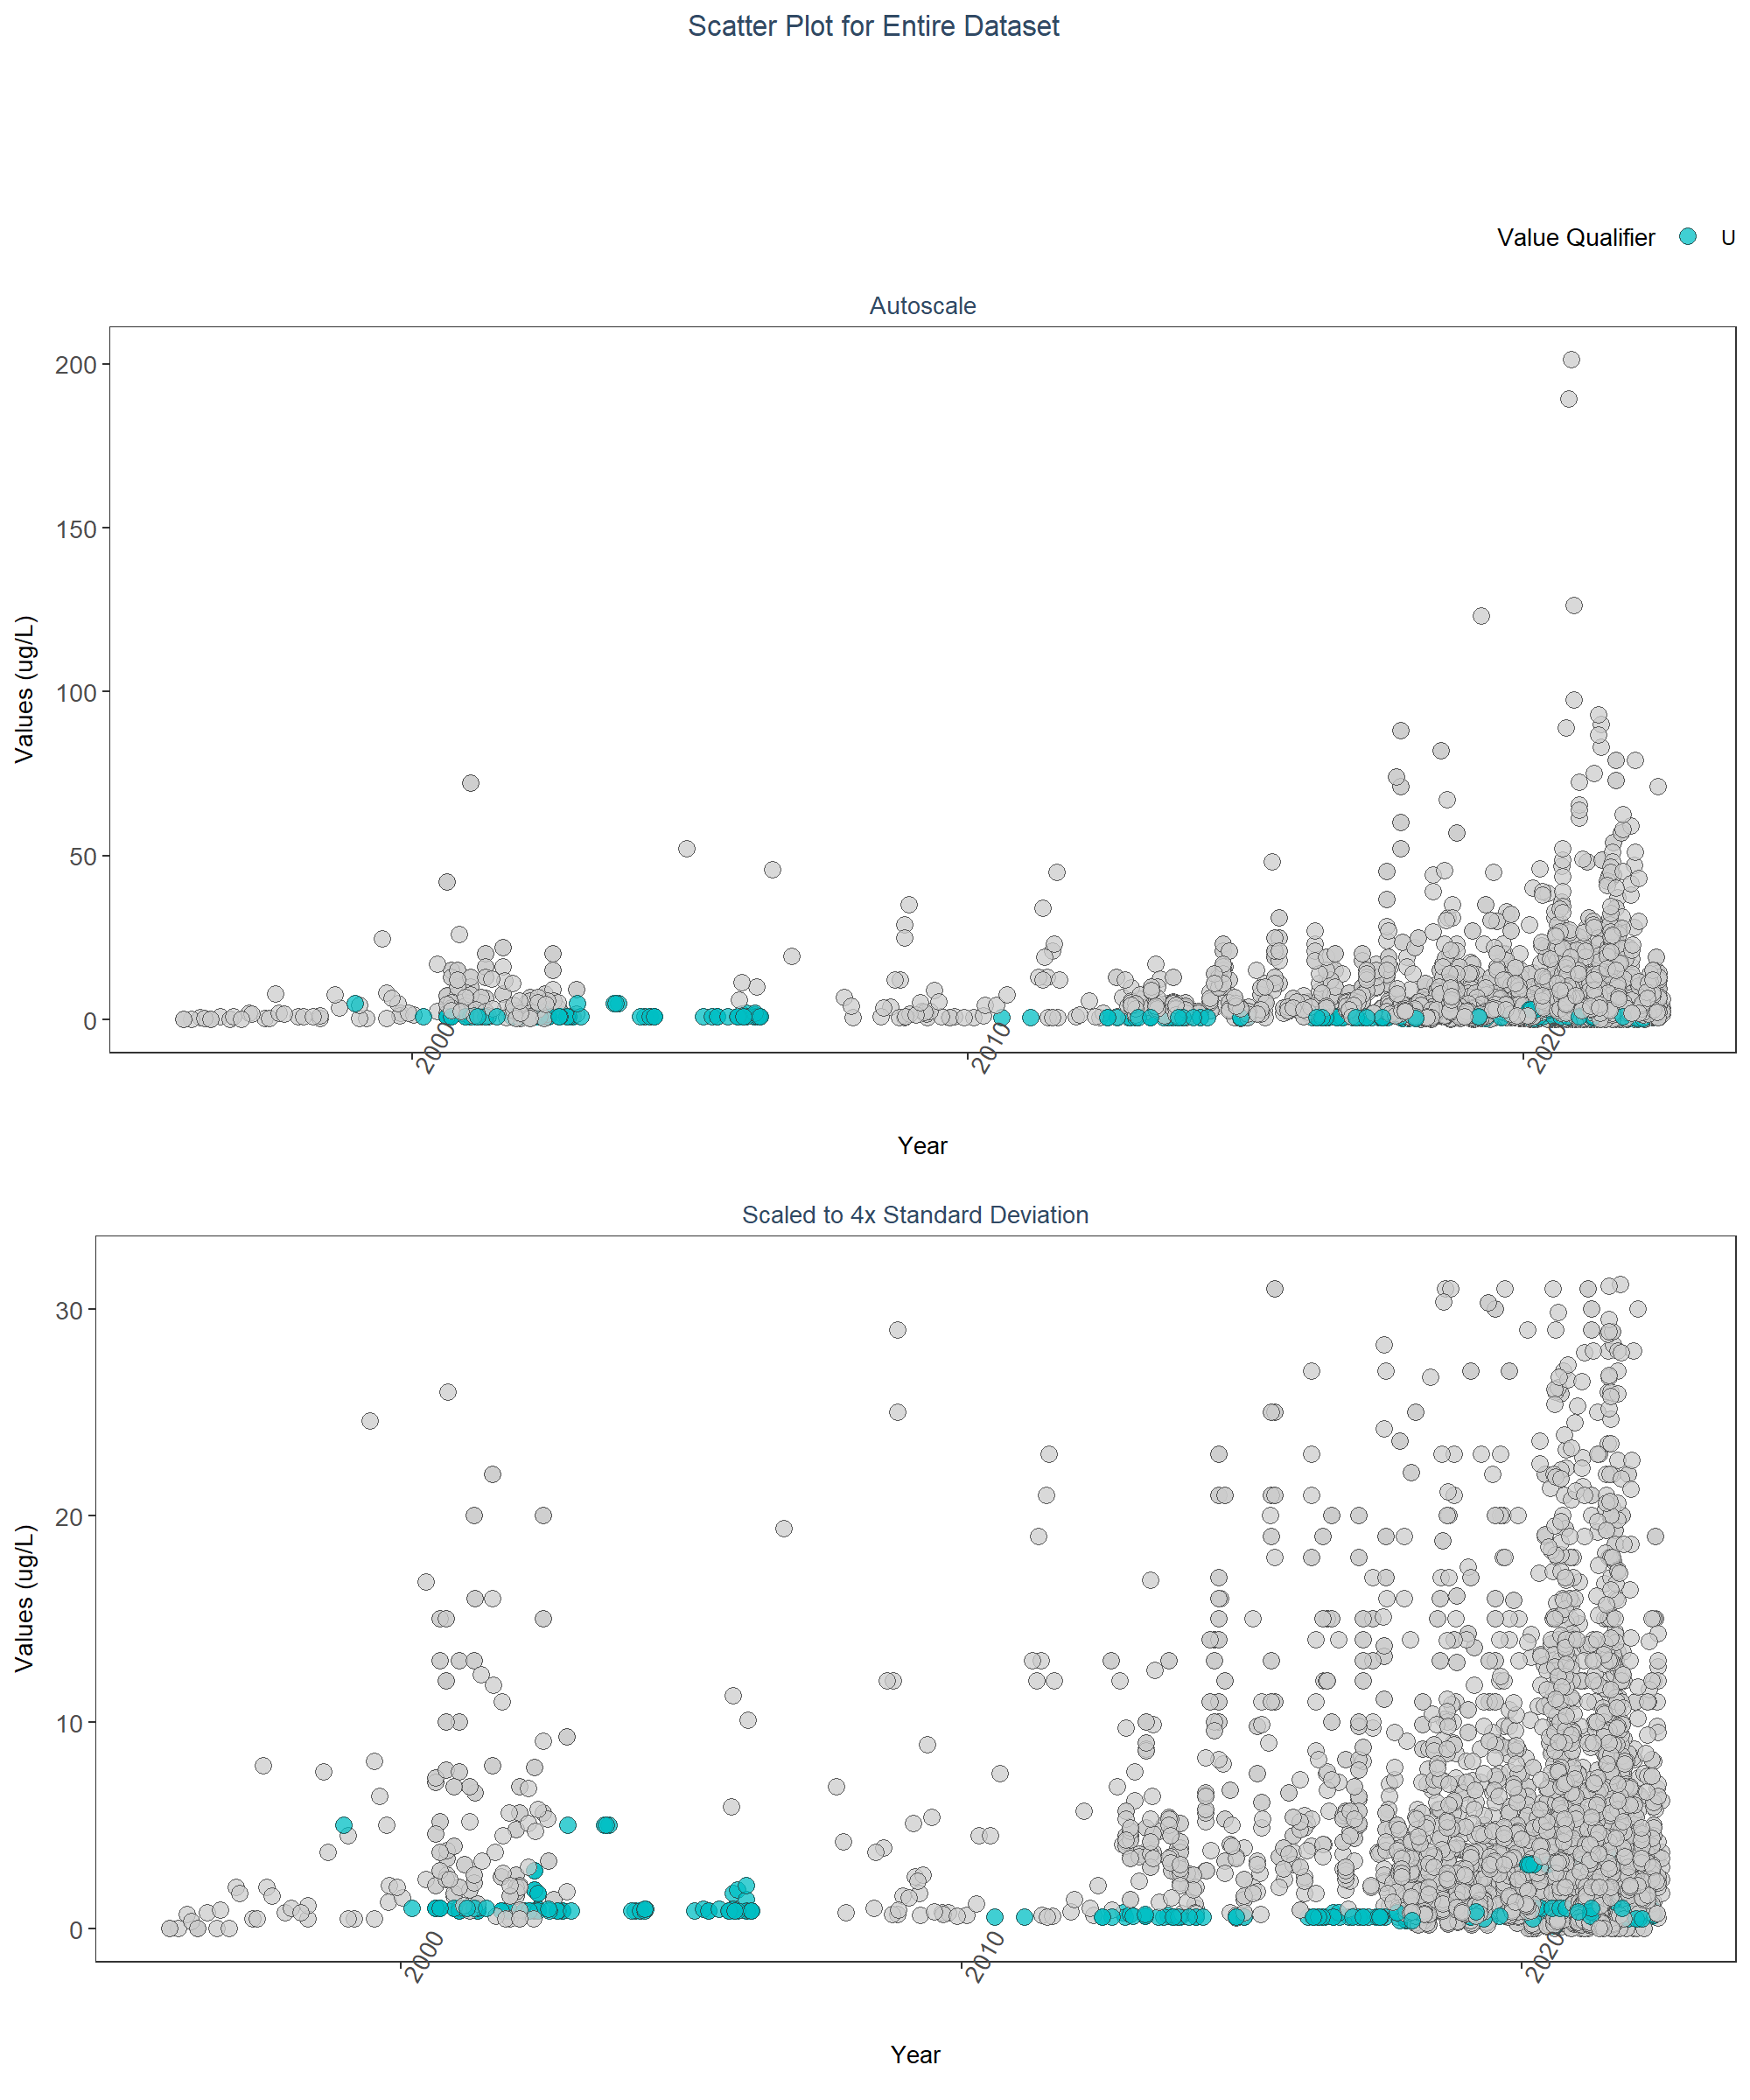 Scatter Plot for Entire Dataset
Value Qualifier U
Autoscale
200
150
100
50
0
Values (ug/L)
2000 2010 2020
Year
Scaled to 4x Standard Deviation
30
20
10
0
Values (ug/L)
2000 2010 2020
Year